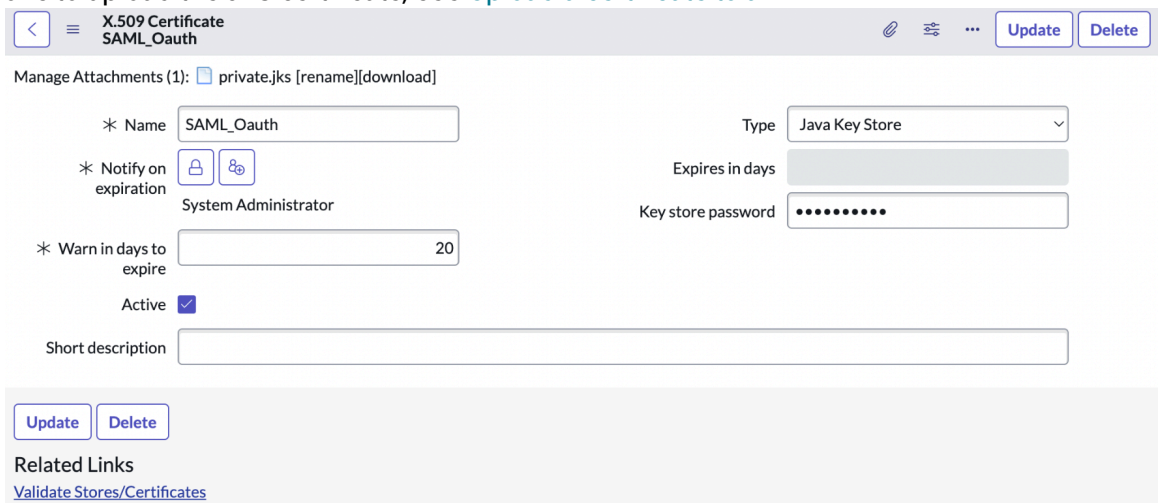 X.509 Certificate
SAML_Oauth
Update Delete
Manage Attachments (1): private.jks [rename][download]
Name SAML_Oauth
Type Java Key Store
Notify on expiration
System Administrator
Expires in days
Key store password ••••••••••
Warn in days to expire 20
Active
Short description
Update Delete
Related Links
Validate Stores/Certificates